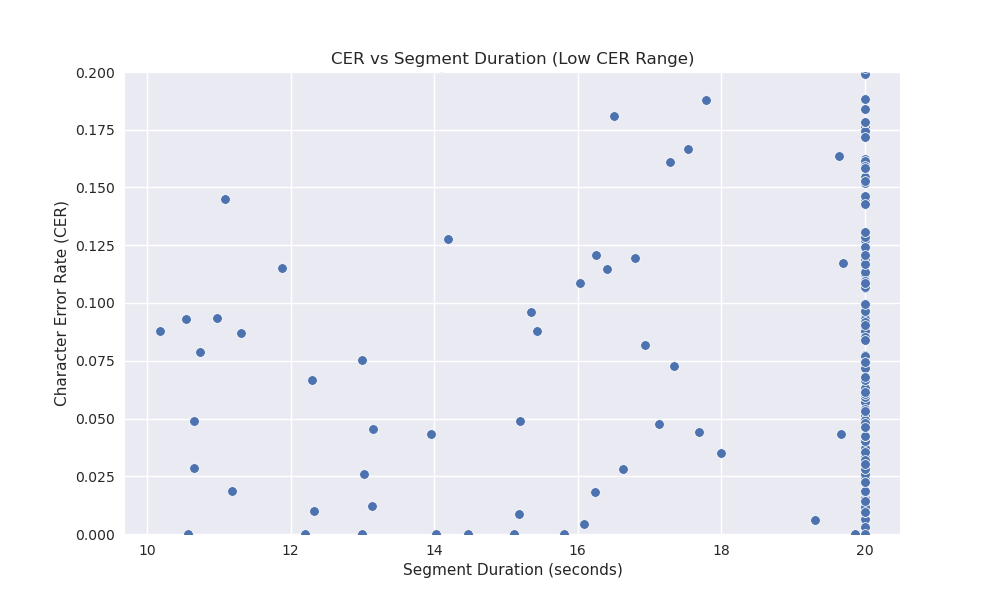 CER vs Segment Duration (Low CER Range)
Character Error Rate (CER)
0.200
0.175
0.150
0.125
0.100
0.075
0.050
0.025
0.000
10 12 14 16 18 20
Segment Duration (seconds)